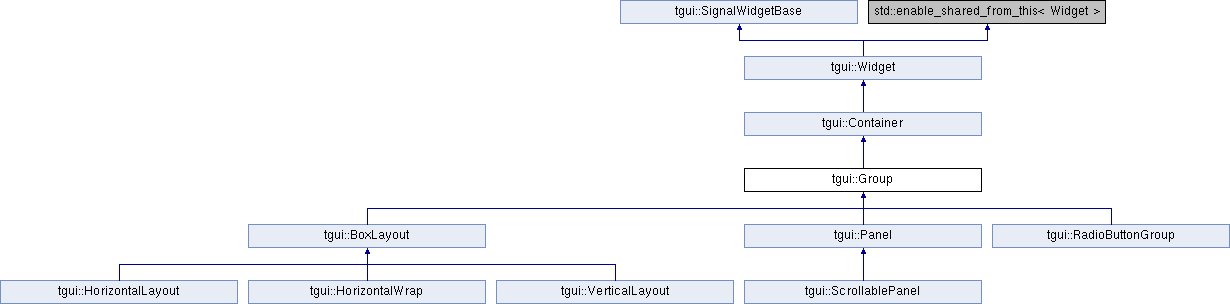 tgui::SignalWidgetBase
std::enable_shared_from_this< Widget >
tgui::Widget
tgui::Container
tgui::Group
tgui::BoxLayout
tgui::Panel
tgui::RadioButtonGroup
tgui::HorizontalLayout
tgui::HorizontalWrap
tgui::VerticalLayout
tgui::ScrollablePanel